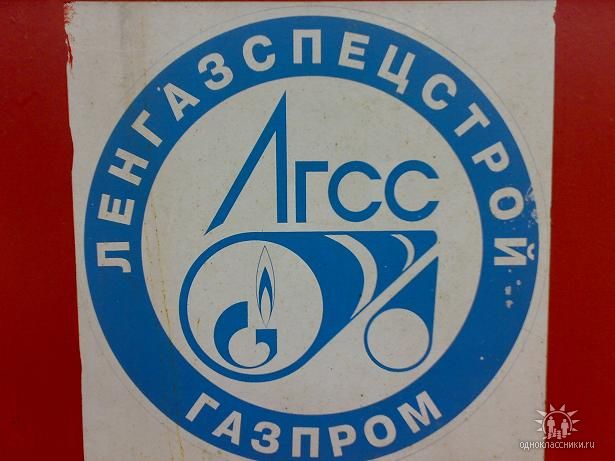 ЛЕНГАЗСПЕЦСТРОЙ
ЛГСС
ГАЗПРОМ
одноклассники.ru